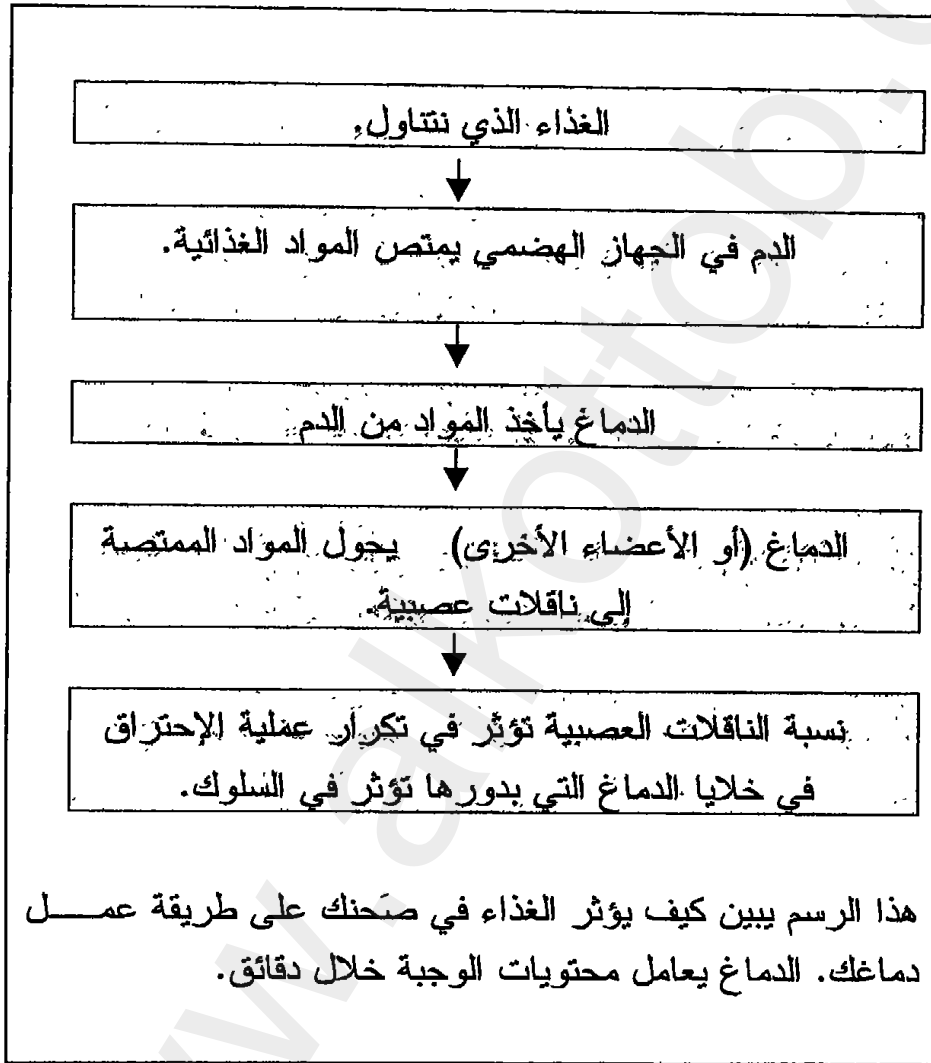 الغذاء الذي نتناوله
الدم في الجهاز الهضمي يمتص المواد الغذائية.
الدماغ يأخذ المواد من الدم
الدماغ (أو الأعضاء الأخرى) يحول المواد الممتصة
إلى ناقلات عصبية.
نسبة الناقلات العصبية تؤثر في تكرار عملية الإحتراق
في خلايا الدماغ التي بدورها تؤثر في السلوك.
هذا الرسم يبين كيف يؤثر الغذاء في صحنك على طريقة عمــــل
دماغك. الدماغ يعامل محتويات الوجبة خلال دقائق.